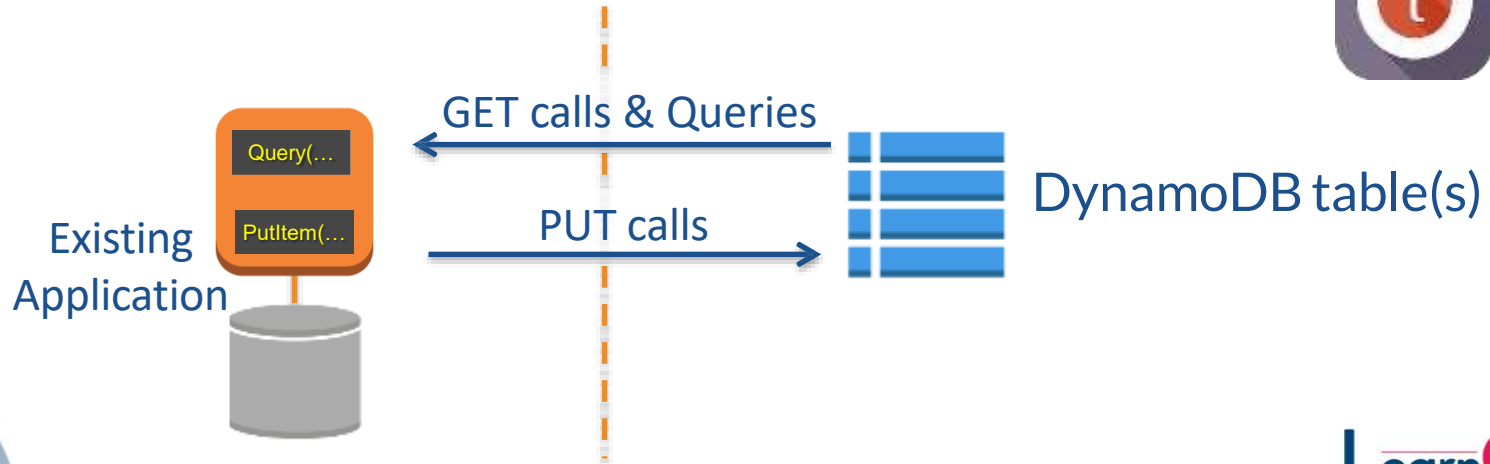 t
GET calls & Queries
Query(...
DynamoDB table(s)
PutItem(...
PUT calls
Existing
Application